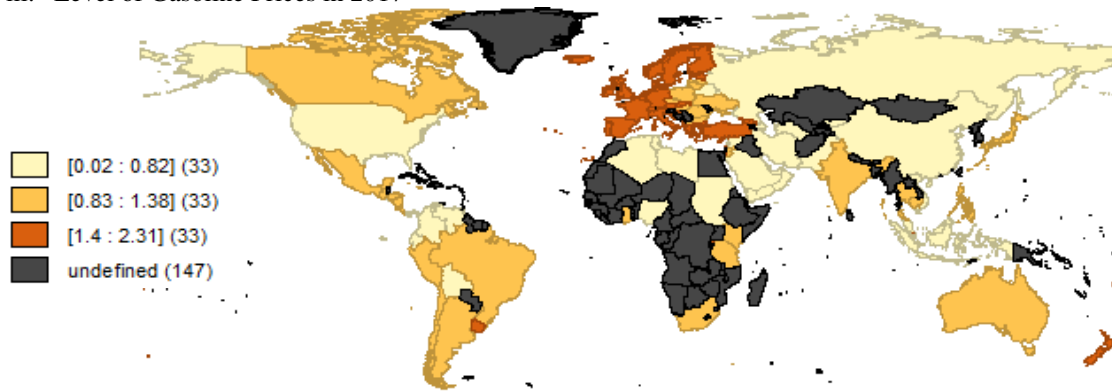 Level of Gasoline Prices in 2017
[0.02 : 0.82] (33)
[0.83 : 1.38] (33)
[1.4 : 2.31] (33)
undefined (147)